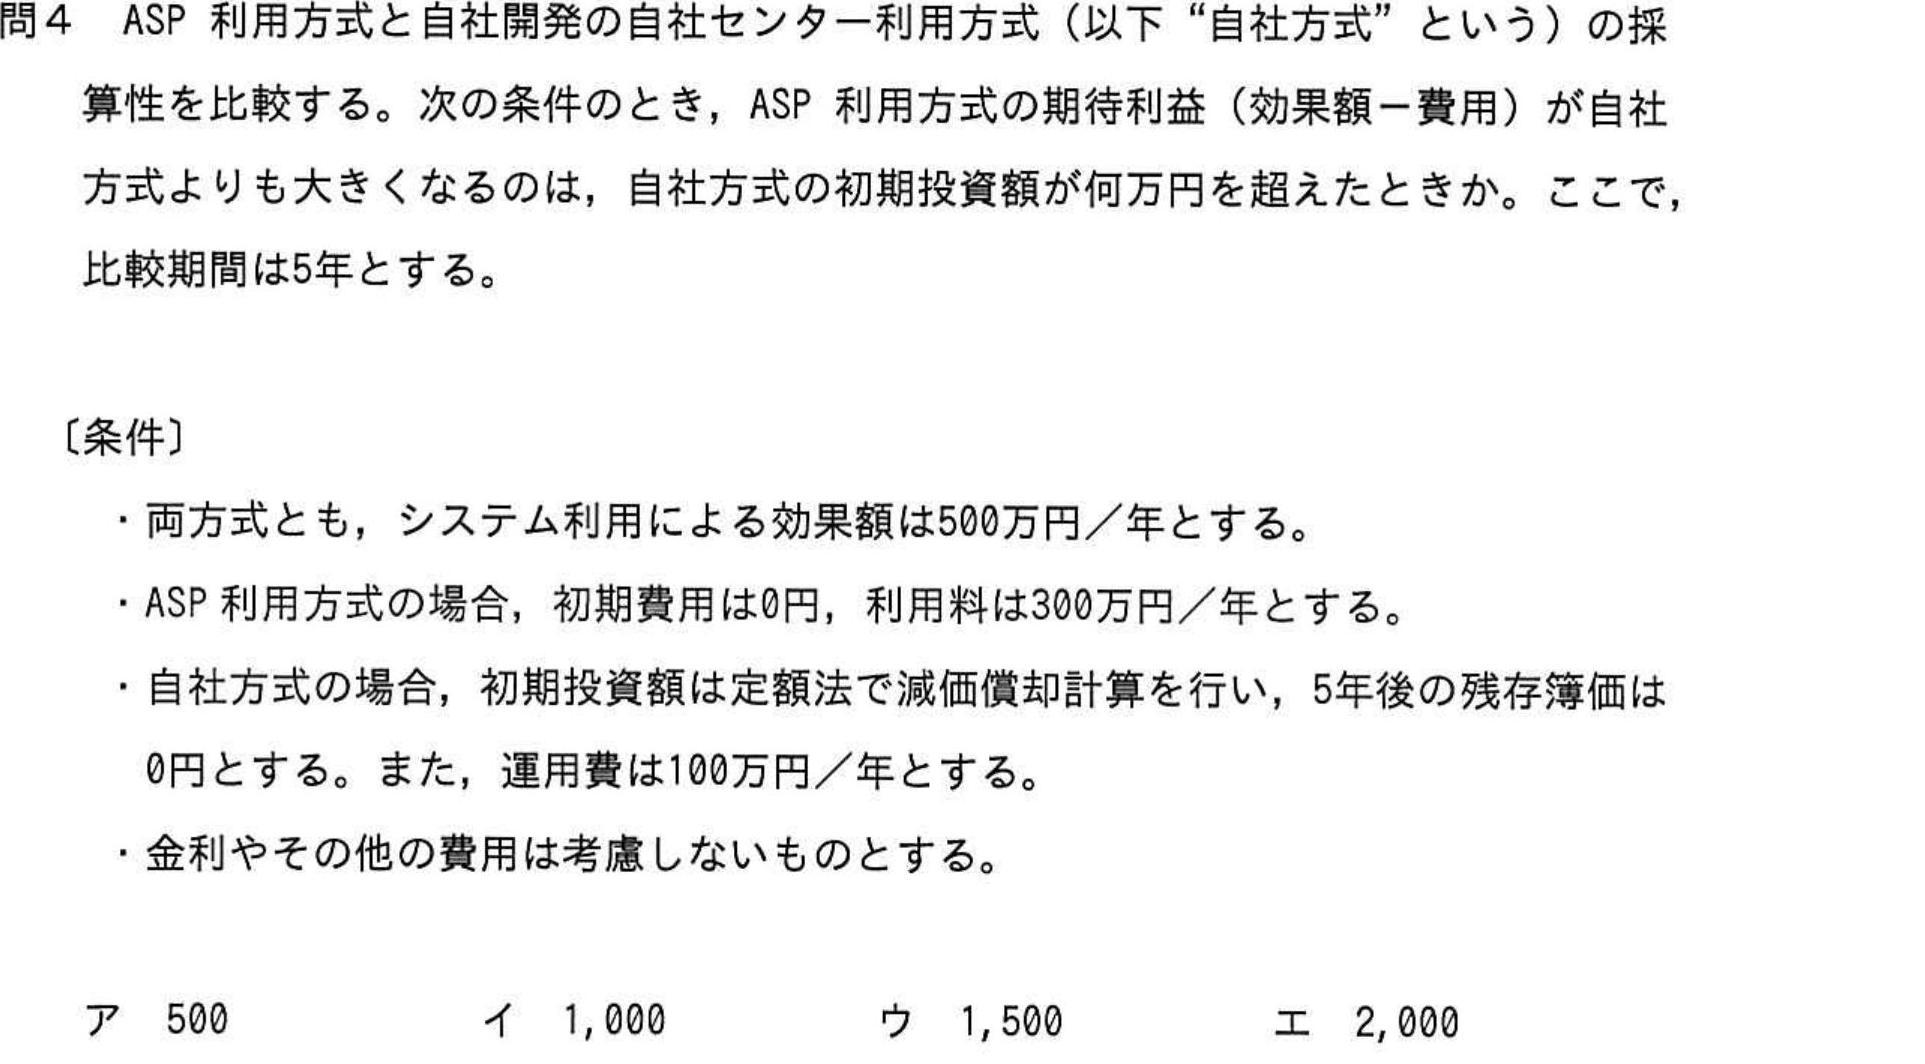 問４　ASP 利用方式と自社開発の自社センター利用方式（以下“自社方式”という）の採
算性を比較する。次の条件のとき，ASP 利用方式の期待利益（効果額－費用）が自社
方式よりも大きくなるのは，自社方式の初期投資額が何万円を超えたときか。ここで，
比較期間は5年とする。
〔条件〕
・両方式とも，システム利用による効果額は500万円／年とする。
・ASP 利用方式の場合，初期費用は0円，利用料は300万円／年とする。
・自社方式の場合，初期投資額は定額法で減価償却計算を行い，5年後の残存簿価は
0円とする。また，運用費は100万円／年とする。
・金利やその他の費用は考慮しないものとする。
ア　500　イ　1,000　ウ　1,500　エ　2,000